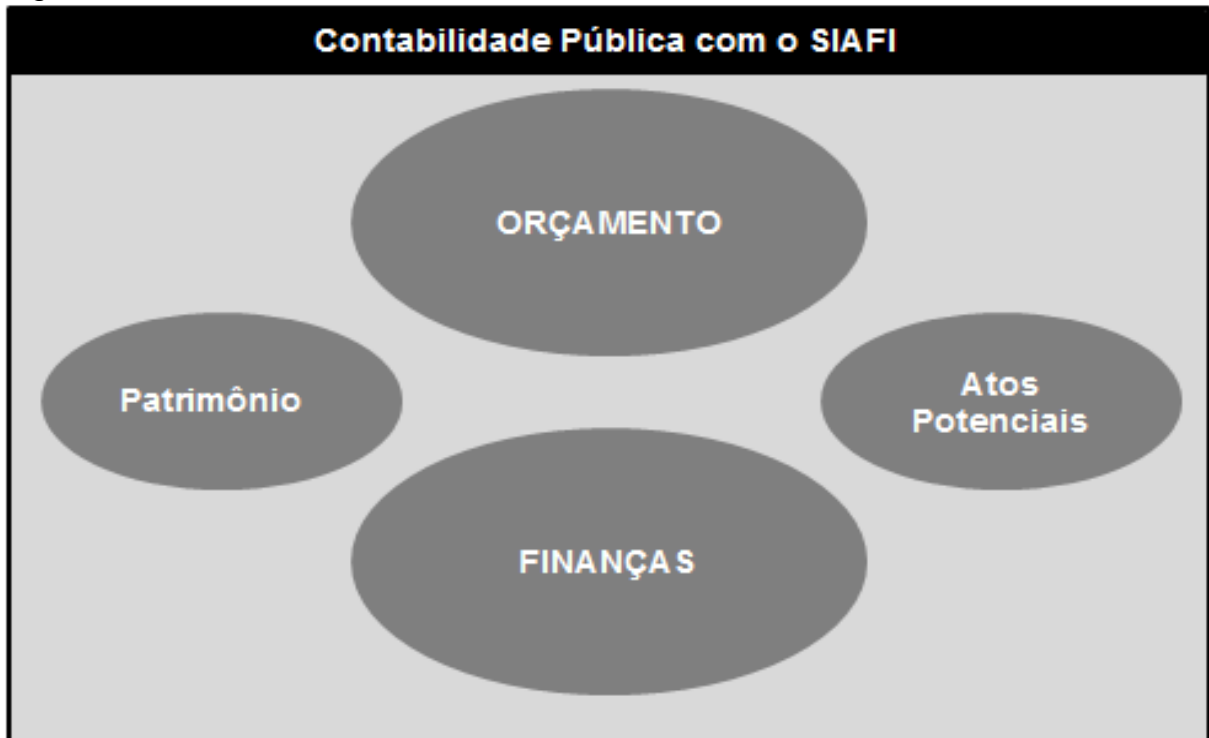 Contabilidade Pública com o SIAFI
ORÇAMENTO
Patrimônio
Atos
Potenciais
FINANÇAS